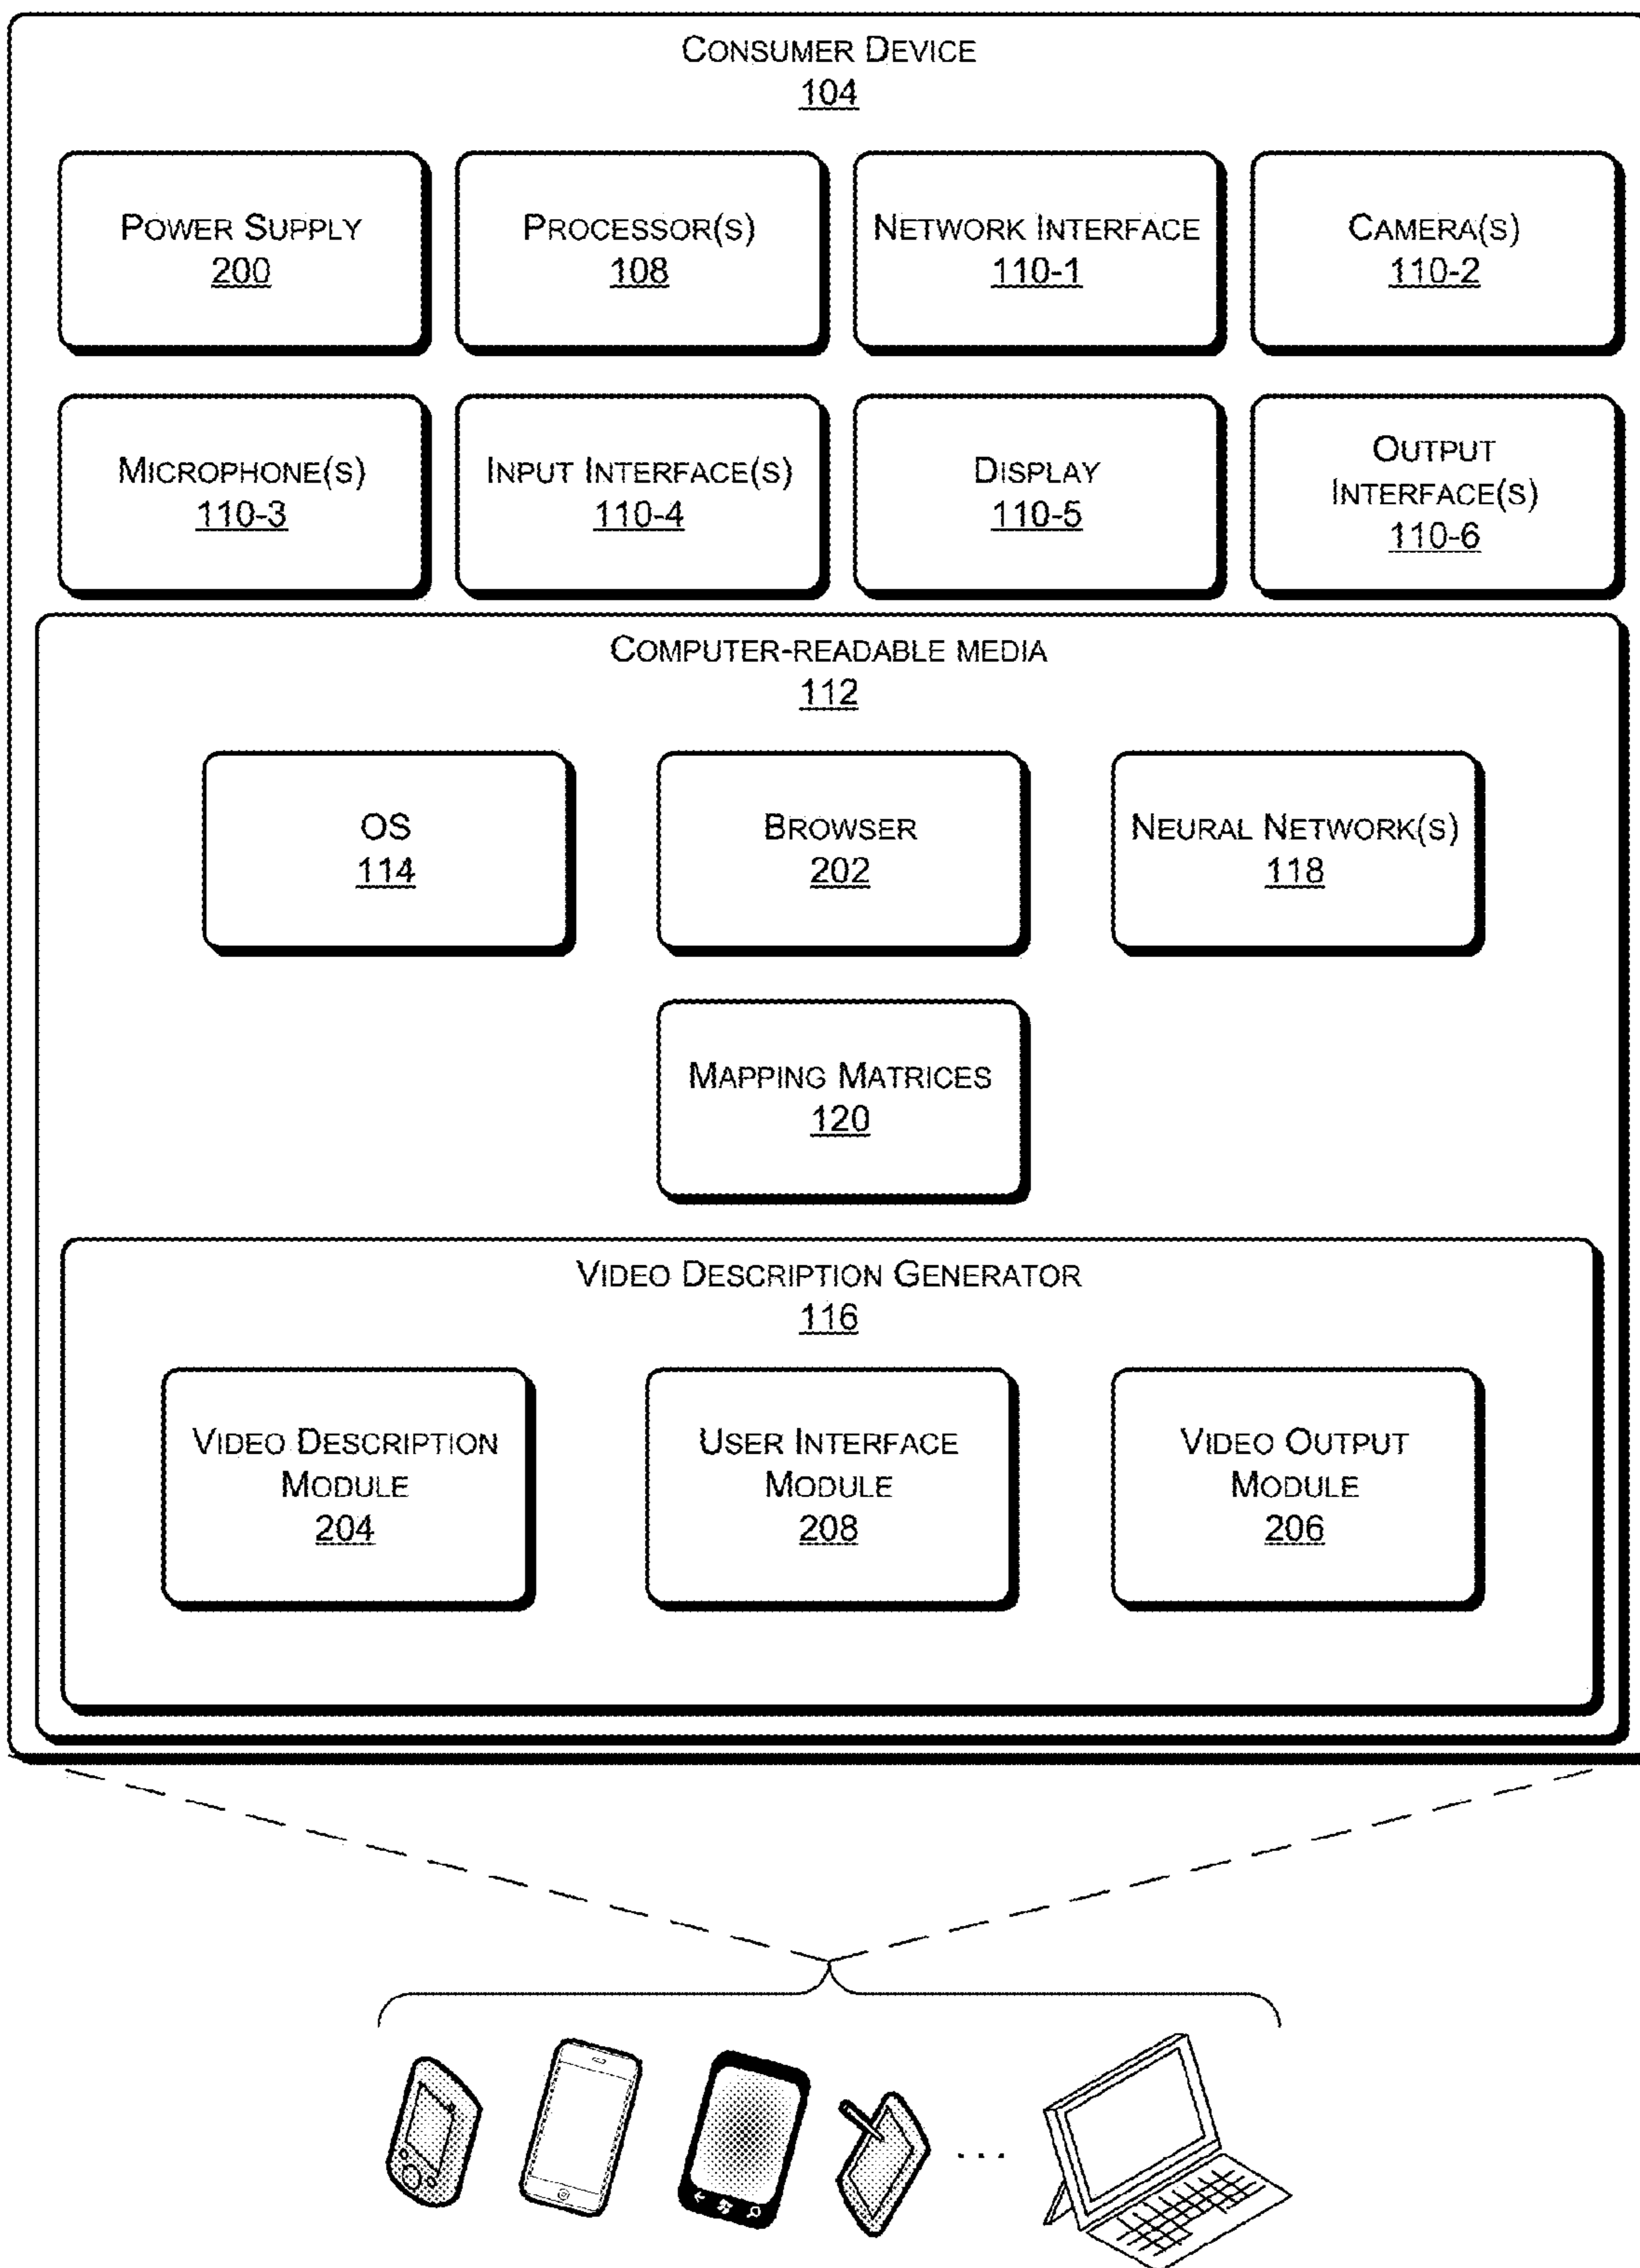 CONSUMER DEVICE
104
POWER SUPPLY
200
PROCESSOR(S)
108
NETWORK INTERFACE
110-1
CAMERA(S)
110-2
MICROPHONE(S)
110-3
INPUT INTERFACE(S)
110-4
DISPLAY
110-5
OUTPUT
INTERFACE(S)
110-6
COMPUTER-READABLE MEDIA
112
OS
114
BROWSER
202
NEURAL NETWORK(S)
118
MAPPING MATRICES
120
VIDEO DESCRIPTION GENERATOR
116
VIDEO DESCRIPTION
MODULE
204
USER INTERFACE
MODULE
208
VIDEO OUTPUT
MODULE
206
...